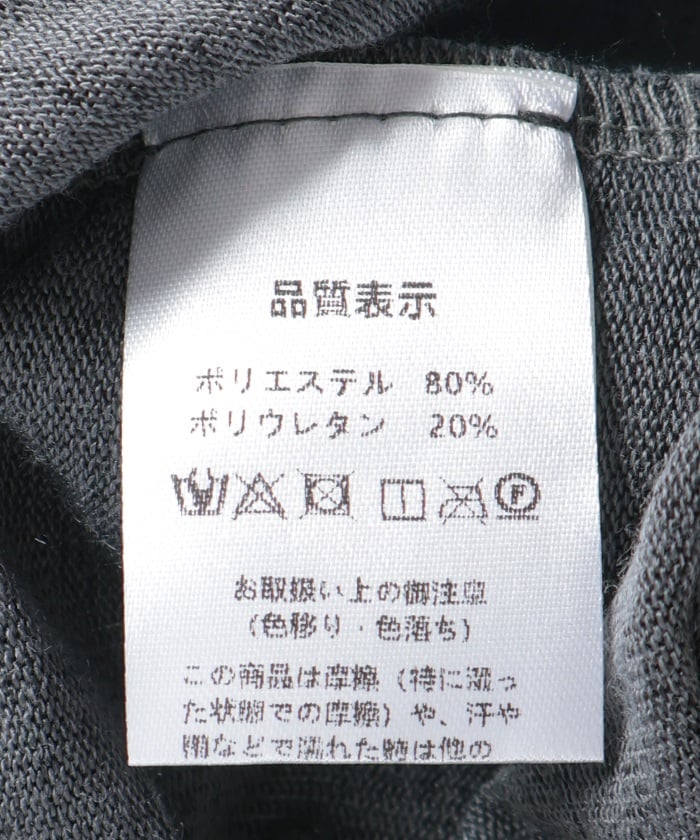 品質表示
ポリエステル 80%
ポリウレタン 20%
F
お取扱い上の御注意
(色移り・色落ち)
この商品は摩擦(特に湿っ
た状態での摩擦)や、汗や
雨などで濡れた時は他の